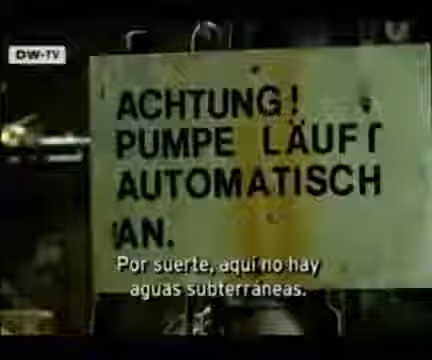 DW-TV
ACHTUNG!
PUMPE LÄUFT
AUTOMATISCH
AN.
Por suerte, aquí no hay
aguas subterráneas.